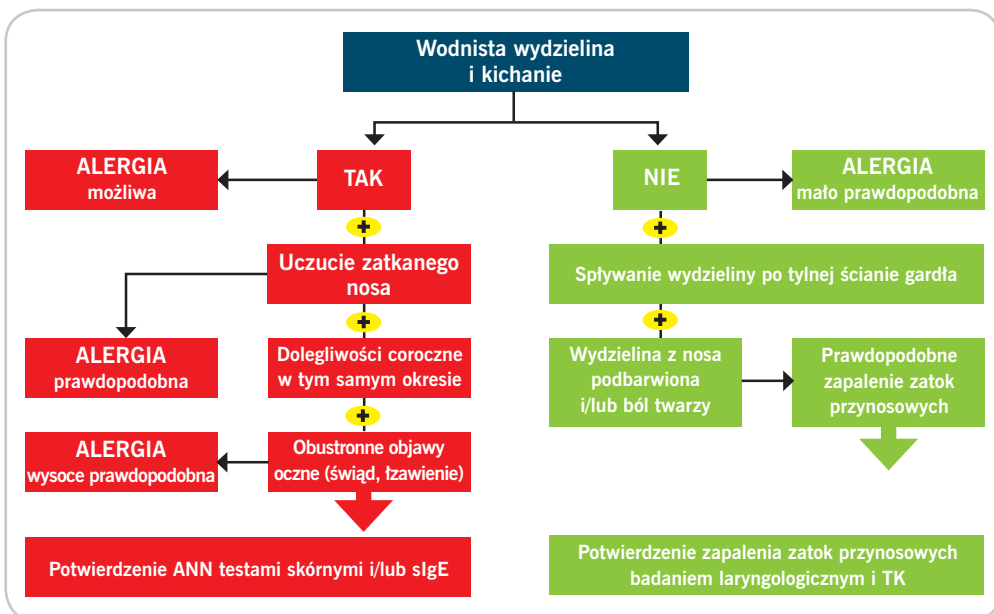 Wodnista wydzielina
i kichanie
ALERGIA
możliwa
TAK
NIE
ALERGIA
mało prawdopodobna
+
+
Uczucie zatkanego
nosa
Spływanie wydzieliny po tylnej ścianie gardła
+
+
ALERGIA
prawdopodobna
Dolegliwości coroczne
w tym samym okresie
Wydzielina z nosa
podbarwiona
i/lub ból twarzy
Prawdopodobne
zapalenie zatok
przynosowych
+
ALERGIA
wysoce prawdopodobna
Obustronne objawy
oczne (świąd, łzawienie)
Potwierdzenie ANN testami skórnymi i/lub sIgE
Potwierdzenie zapalenia zatok przynosowych
badaniem laryngologicznym i TK